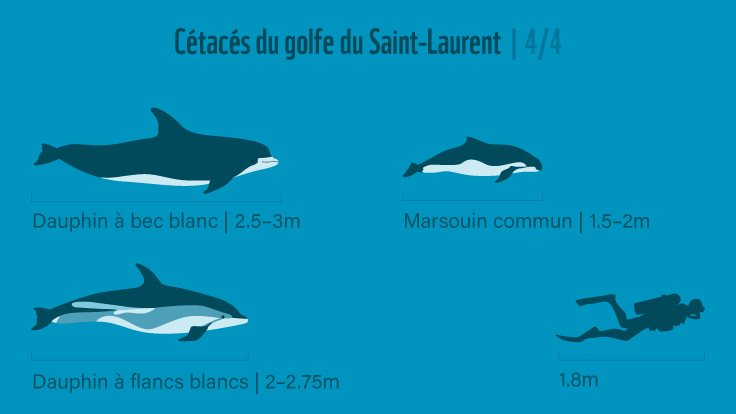 Cétacés du golfe du Saint-Laurent | 4/4
Dauphin à bec blanc | 2.5–3m
Marsouin commun | 1.5–2m
Dauphin à flancs blancs | 2–2.75m
1.8m